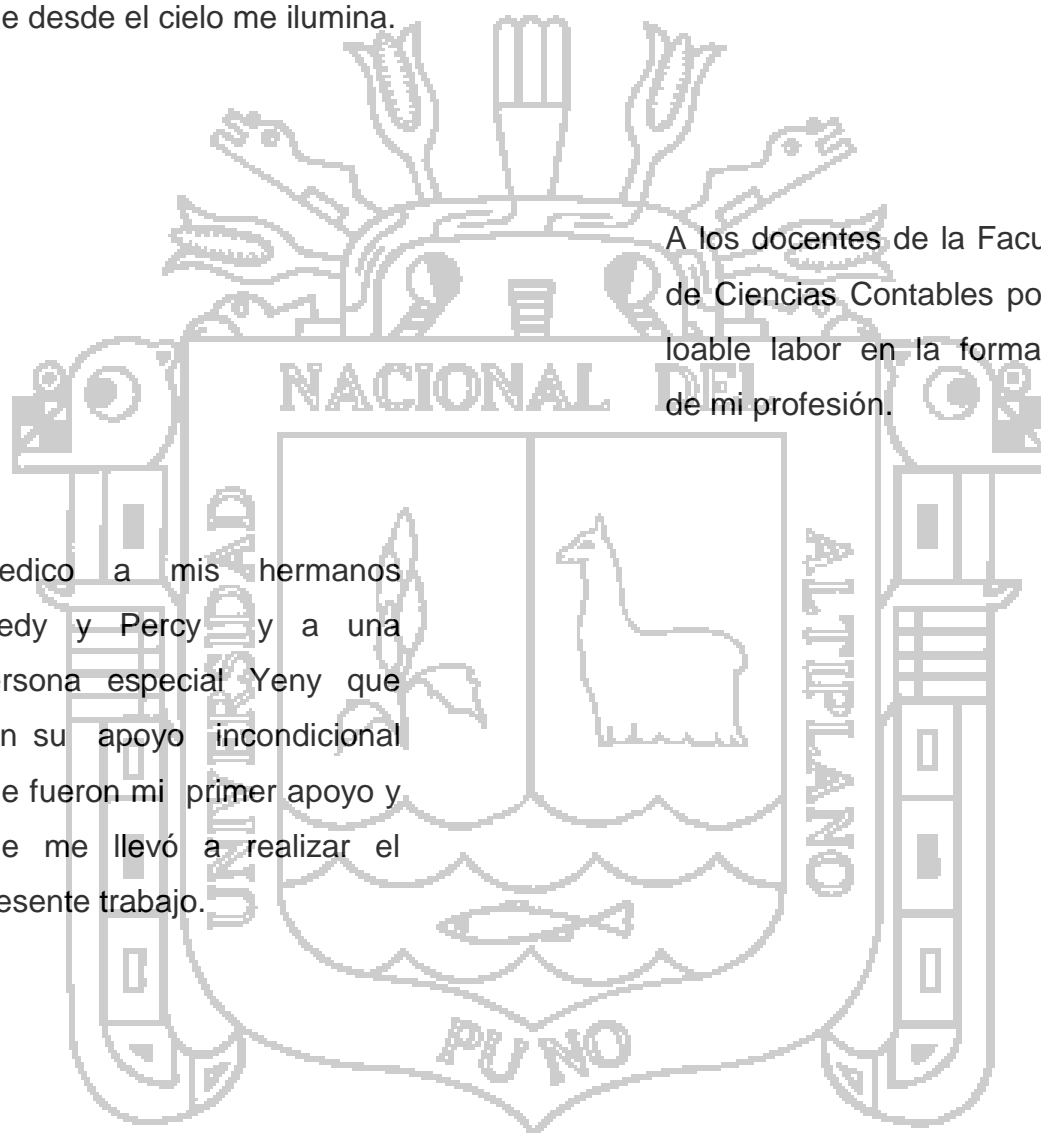 e desde el cielo me ilumina.
A los docentes de la Facu
de Ciencias Contables po
loable labor en la forma
de mi profesión.
edico a mis hermanos
edy y Percy y a una
ersona especial Yeny que
n su apoyo incondicional
e fueron mi primer apoyo y
e me llevó a realizar el
esente trabajo.
UNIVERSIDAD
NACIONAL DEL
ALTIPLANO
PUNO